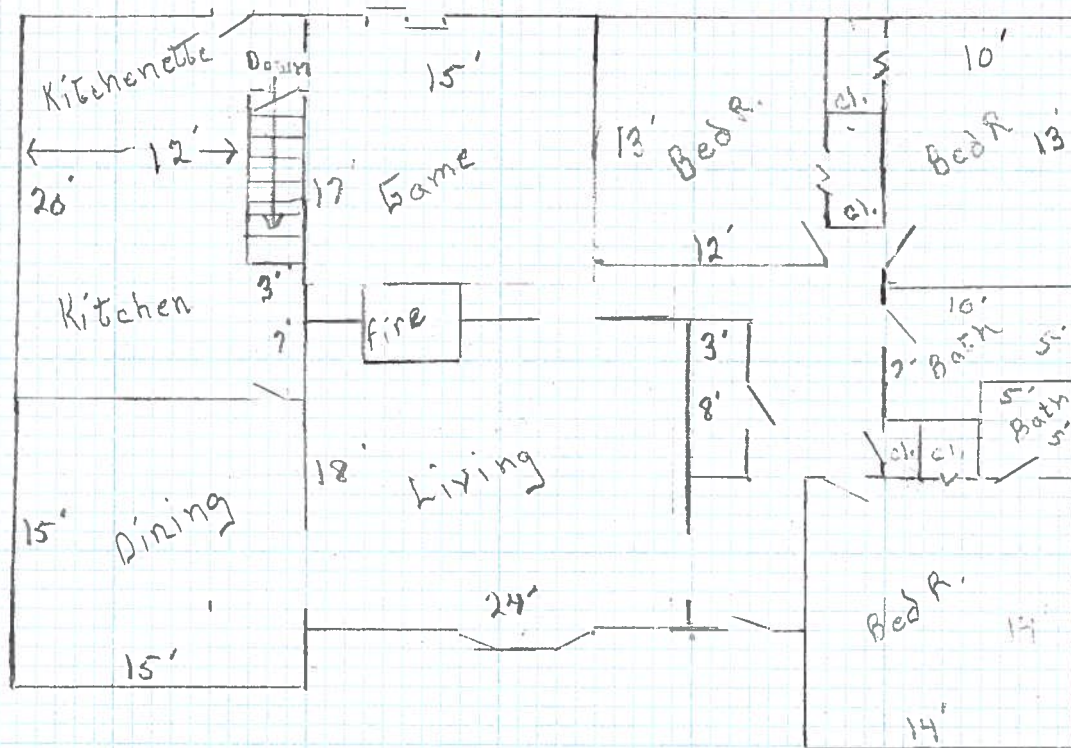 Kitchenette
Down
15'
12'
20'
17'
Game
13'
Bed R.
12'
cl.
cl.
10'
Bed R
13'
Kitchen
3'
7'
fire
3'
8'
10'
7'
Bath
5'
5'
Bath
5'
cl.
cl.
18'
Living
15'
Dining
24'
15'
Bed R.
14
14'